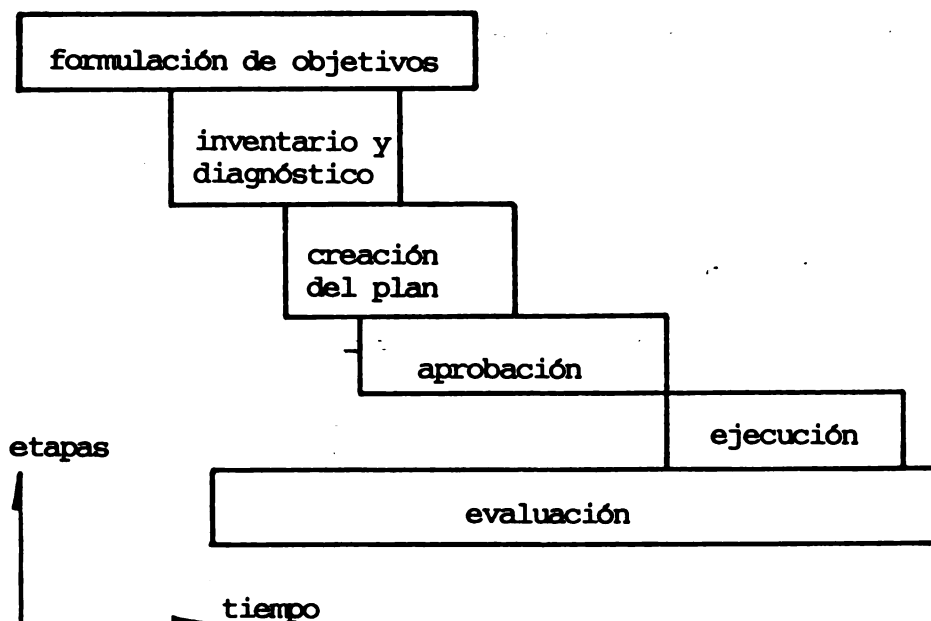 formulación de objetivos
inventario y
diagnóstico
creación
del plan
aprobación
ejecución
etapas
evaluación
tiempo